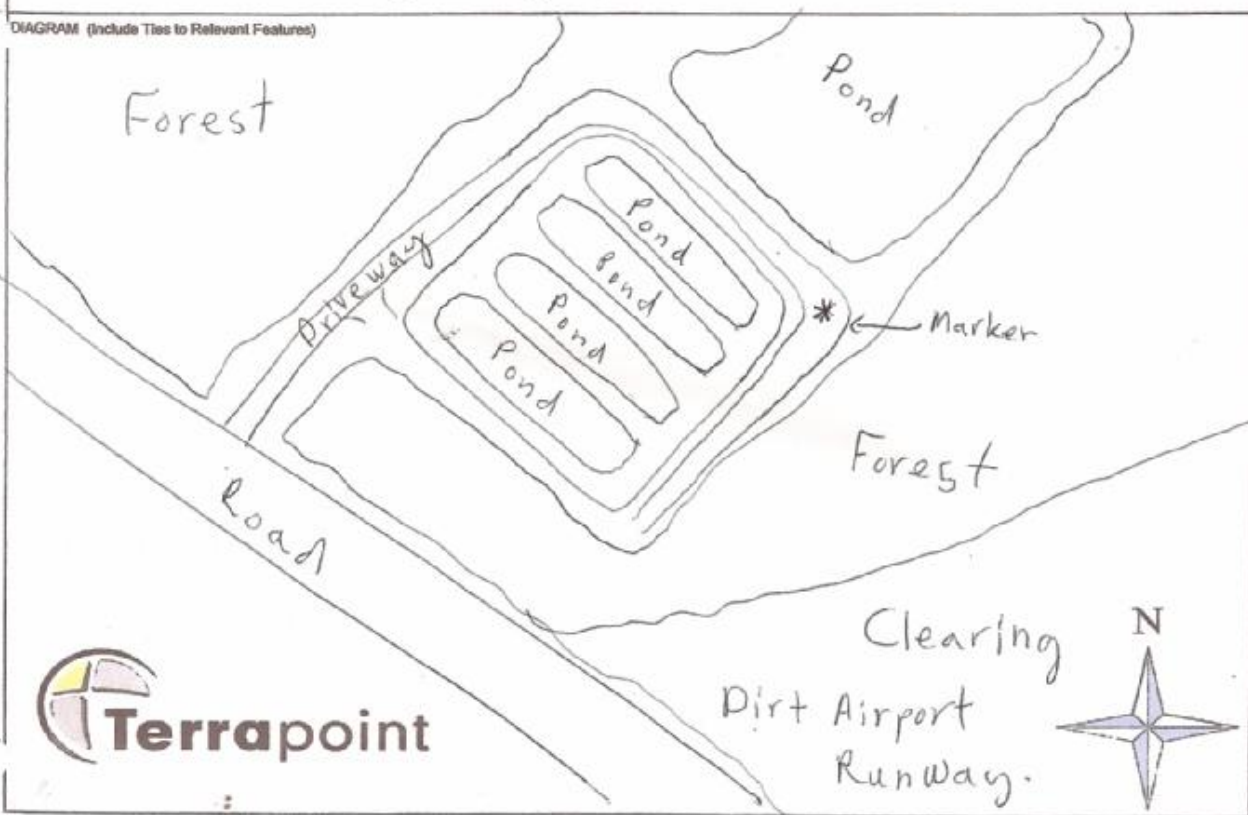 DIAGRAM (Include Ties to Relevant Features)
Forest
Pond
Pond
Pond
Pond
Pond
Driveway
Marker
Forest
Road
Clearing
Dirt Airport
Runway.
N
Terrapoint